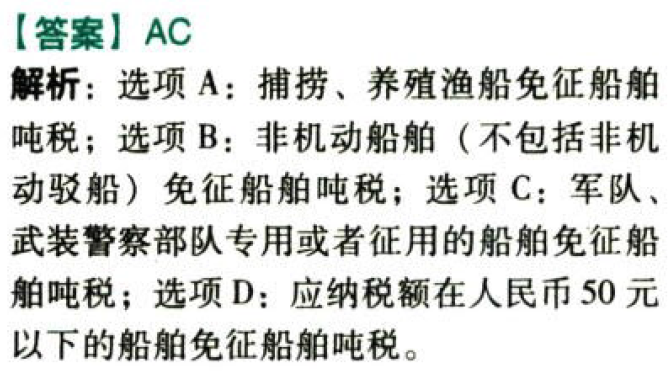 【答案】AC
解析：选项 A：捕捞、养殖渔船免征船舶
吨税；选项 B：非机动船舶（不包括非机
动驳船）免征船舶吨税；选项 C：军队、
武装警察部队专用或者征用的船舶免征船
舶吨税；选项 D：应纳税额在人民币 50 元
以下的船舶免征船舶吨税。